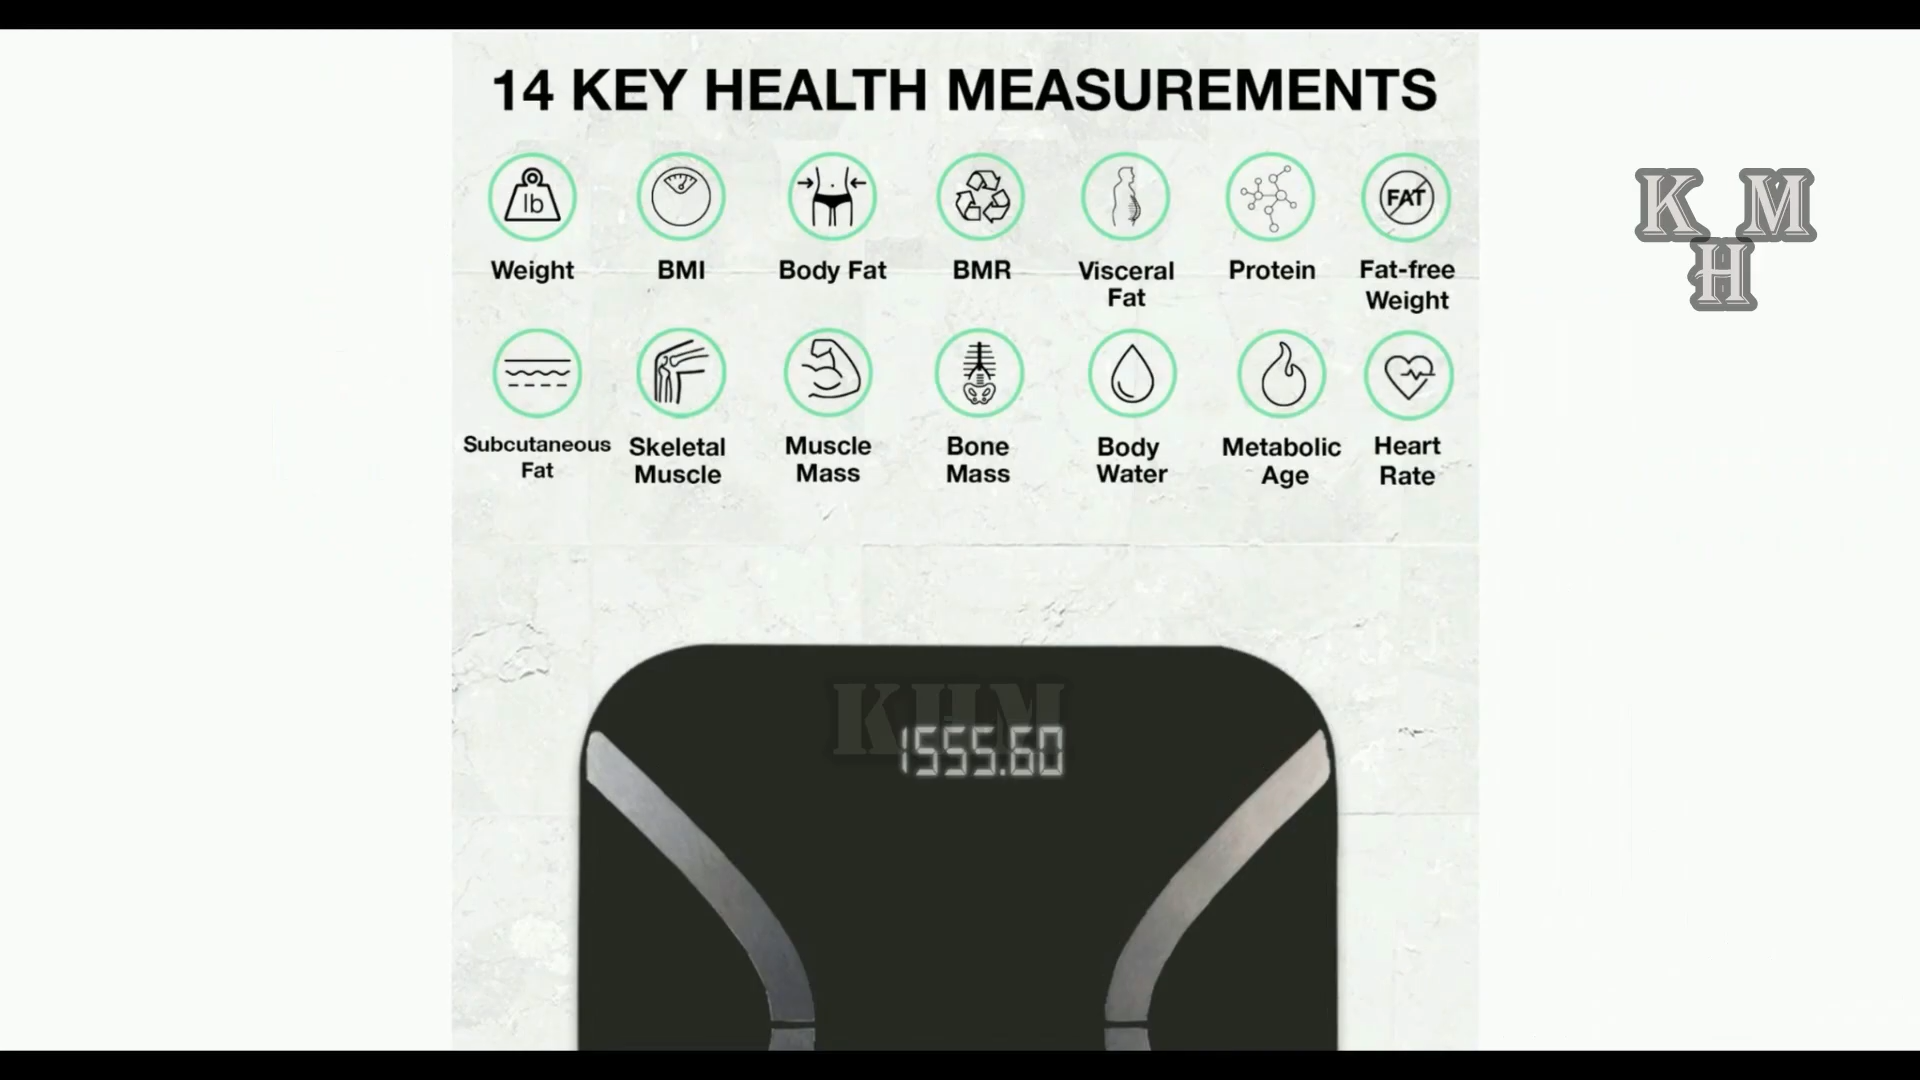 14 KEY HEALTH MEASUREMENTS
lb
FAT
Weight BMI Body Fat BMR Visceral Fat Protein Fat-free Weight
Subcutaneous Fat Skeletal Muscle Muscle Mass Bone Mass Body Water Metabolic Age Heart Rate
K M
H
KHM
1555.60